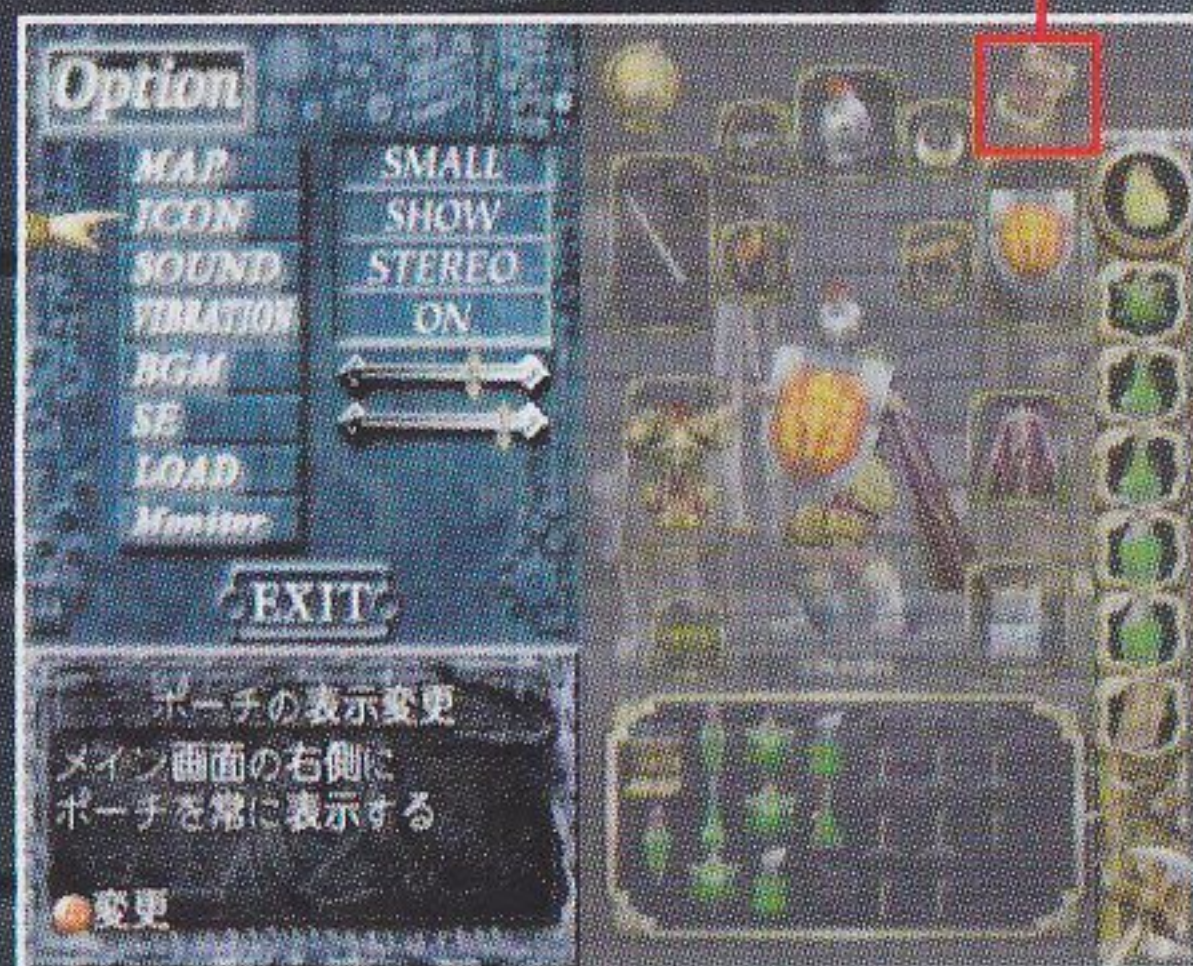 Option
MAP SMALL
ICON SHOW
SOUND STEREO
VIBRATION ON
BGM
SE
LOAD
Monitor
EXIT
ポーチの表示変更
メイン画面の右側に
ポーチを常に表示する
変更